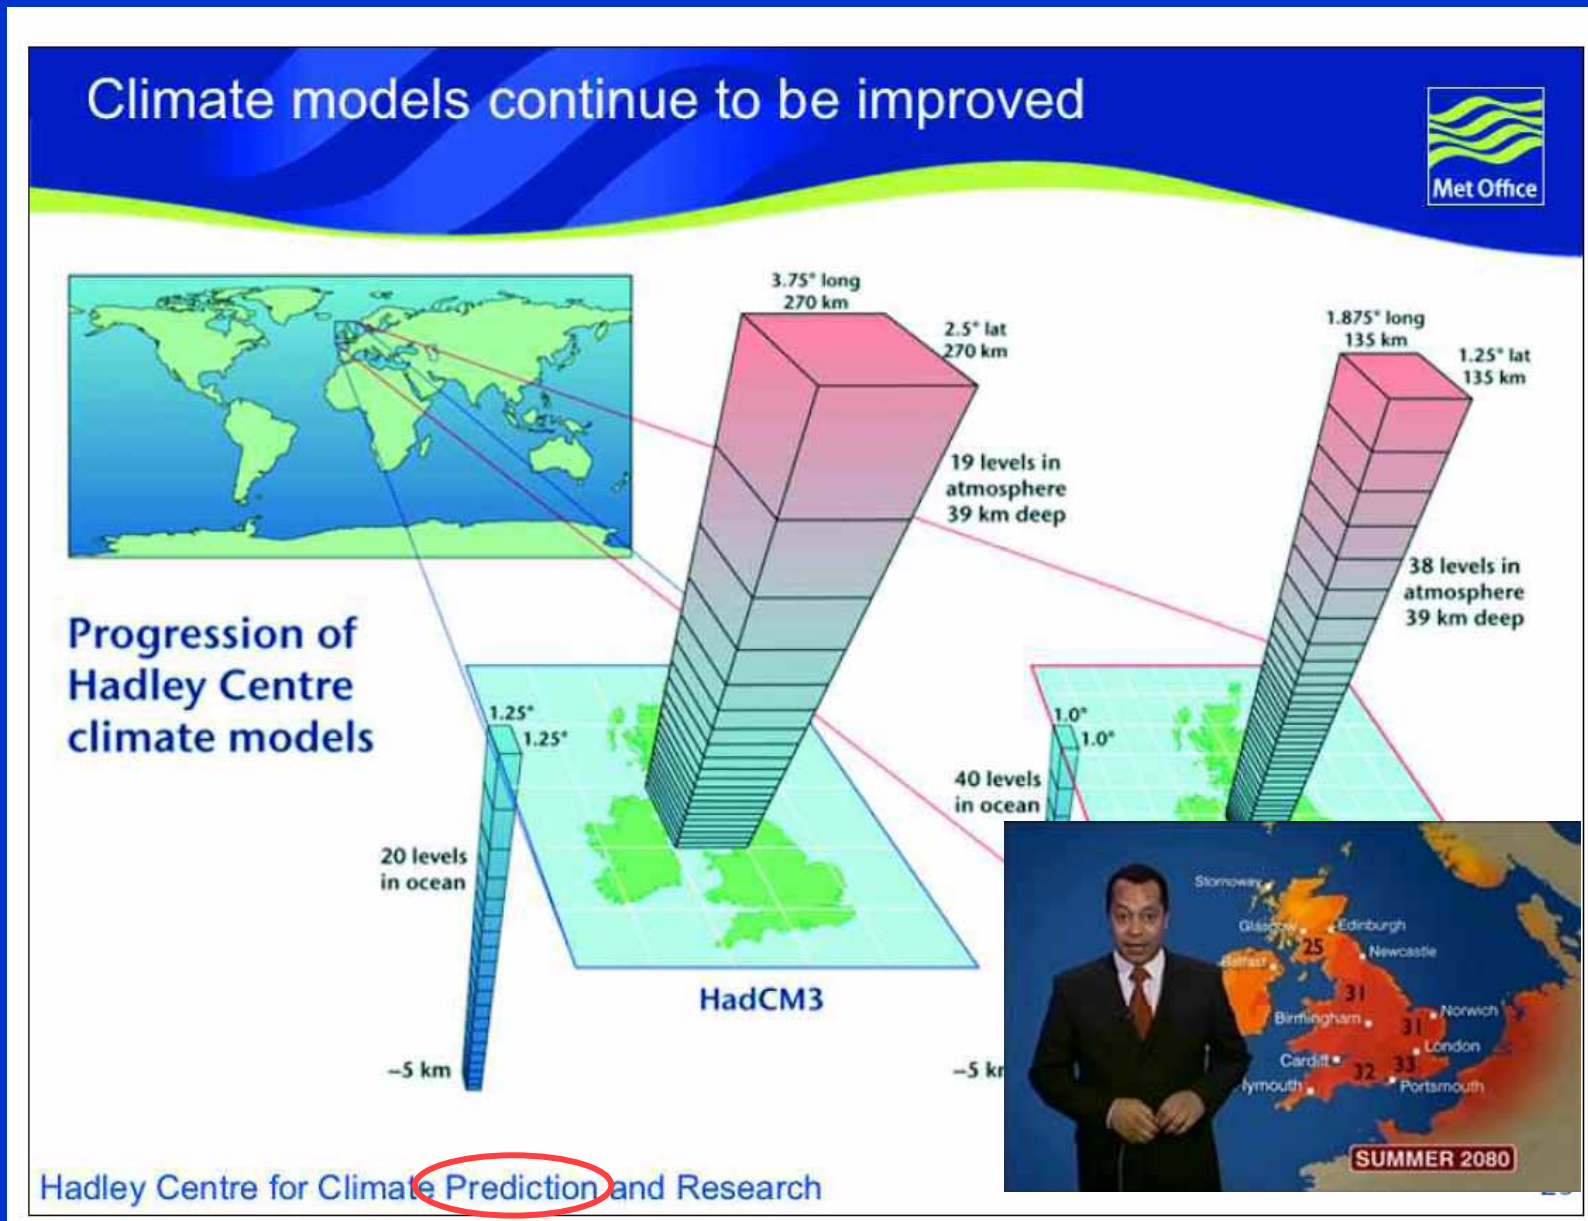 Climate models continue to be improved
Met Office
3.75° long
270 km
2.5° lat
270 km
1.875° long
135 km
1.25° lat
135 km
19 levels in
atmosphere
39 km deep
38 levels in
atmosphere
39 km deep
Progression of
Hadley Centre
climate models
1.25°
1.25°
1.0°
1.0°
40 levels
in ocean
20 levels
in ocean
HadCM3
–5 km
–5 k
Stornoway
Glasgow
Edinburgh
25
Newcastle
Belfast
31
Birmingham
Norwich
31
London
Cardiff
32
33
lymouth
Portsmouth
SUMMER 2080
Hadley Centre for Climate Prediction and Research